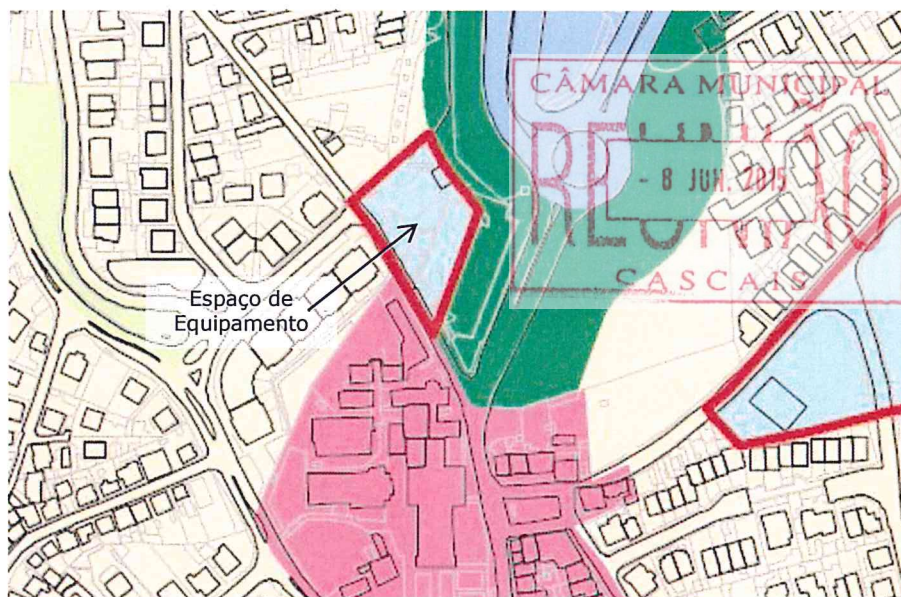 CÂMARA MUNICIPAL
- 8 JUN. 2015
CASCAIS
Espaço de
Equipamento